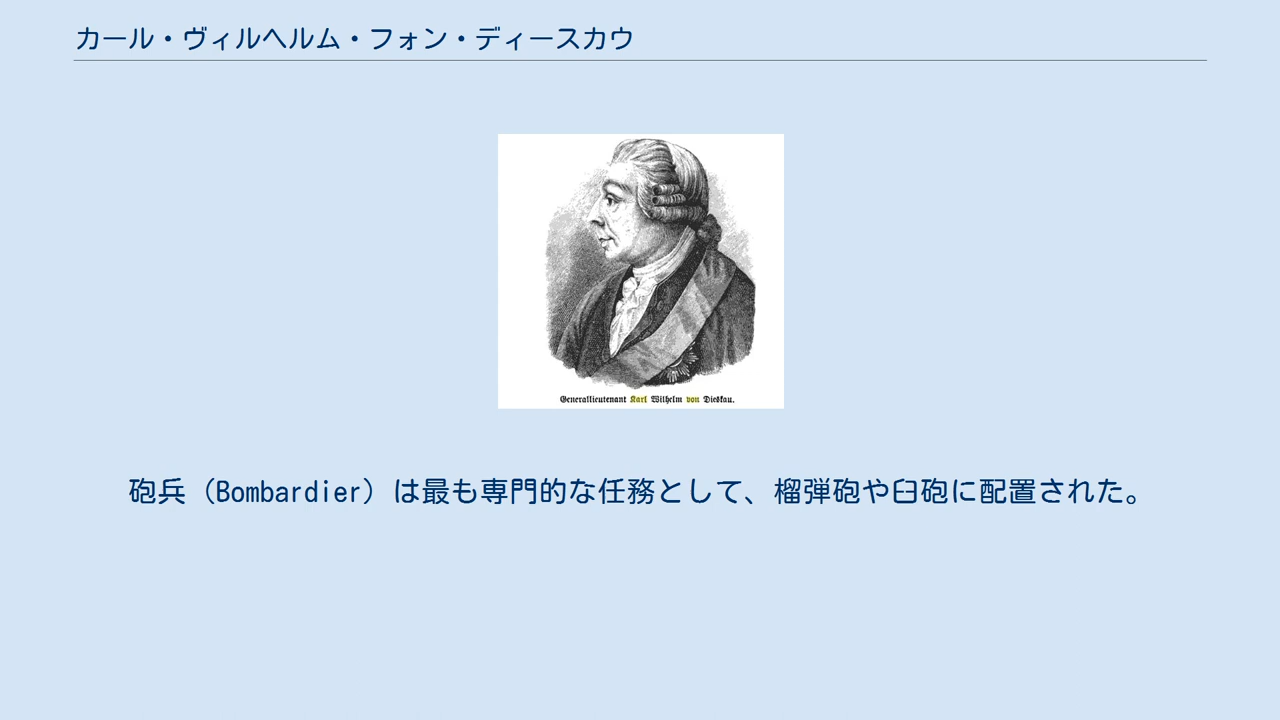 カール・ヴィルヘルム・フォン・ディースカウ
Generallieutenant Karl Wilhelm von Dieskau.
砲兵（Bombardier）は最も専門的な任務として、榴弾砲や臼砲に配置された。